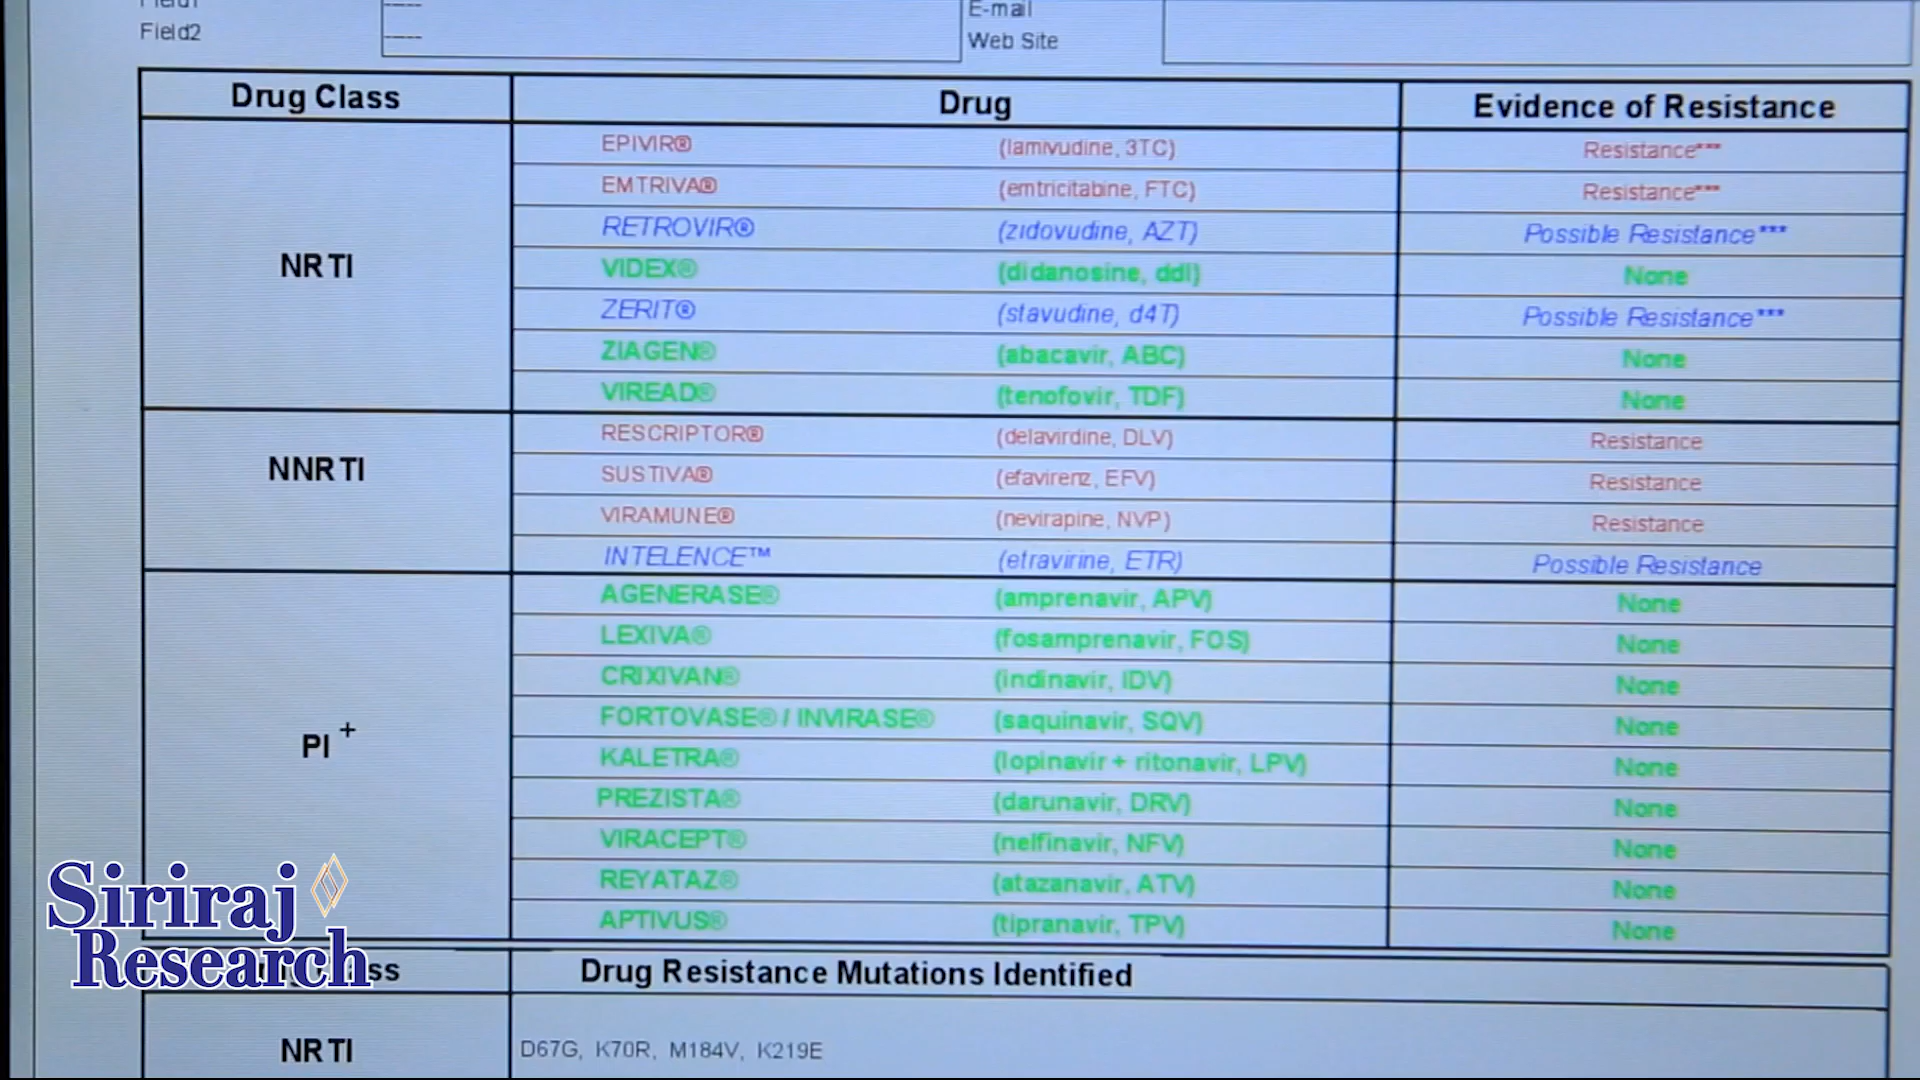 Field1
-----
E-mail
Field2
-----
Web Site
Drug Class Drug Evidence of Resistance
NRTI
EPIVIR® (lamivudine, 3TC) Resistance***
EMTRIVA® (emtricitabine, FTC) Resistance***
RETROVIR® (zidovudine, AZT) Possible Resistance***
VIDEX® (didanosine, ddI) None
ZERIT® (stavudine, d4T) Possible Resistance***
ZIAGEN® (abacavir, ABC) None
VIREAD® (tenofovir, TDF) None
NNRTI
RESCRIPTOR® (delavirdine, DLV) Resistance
SUSTIVA® (efavirenz, EFV) Resistance
VIRAMUNE® (nevirapine, NVP) Resistance
INTELENCE™ (etravirine, ETR) Possible Resistance
PI +
AGENERASE® (amprenavir, APV) None
LEXIVA® (fosamprenavir, FOS) None
CRIXIVAN® (indinavir, IDV) None
FORTOVASE® / INVIRASE® (saquinavir, SQV) None
KALETRA® (lopinavir + ritonavir, LPV) None
PREZISTA® (darunavir, DRV) None
VIRACEPT® (nelfinavir, NFV) None
REYATAZ® (atazanavir, ATV) None
APTIVUS® (tipranavir, TPV) None
Siriraj
Research
Drug Resistance Mutations Identified
NRTI D67G, K70R, M184V, K219E